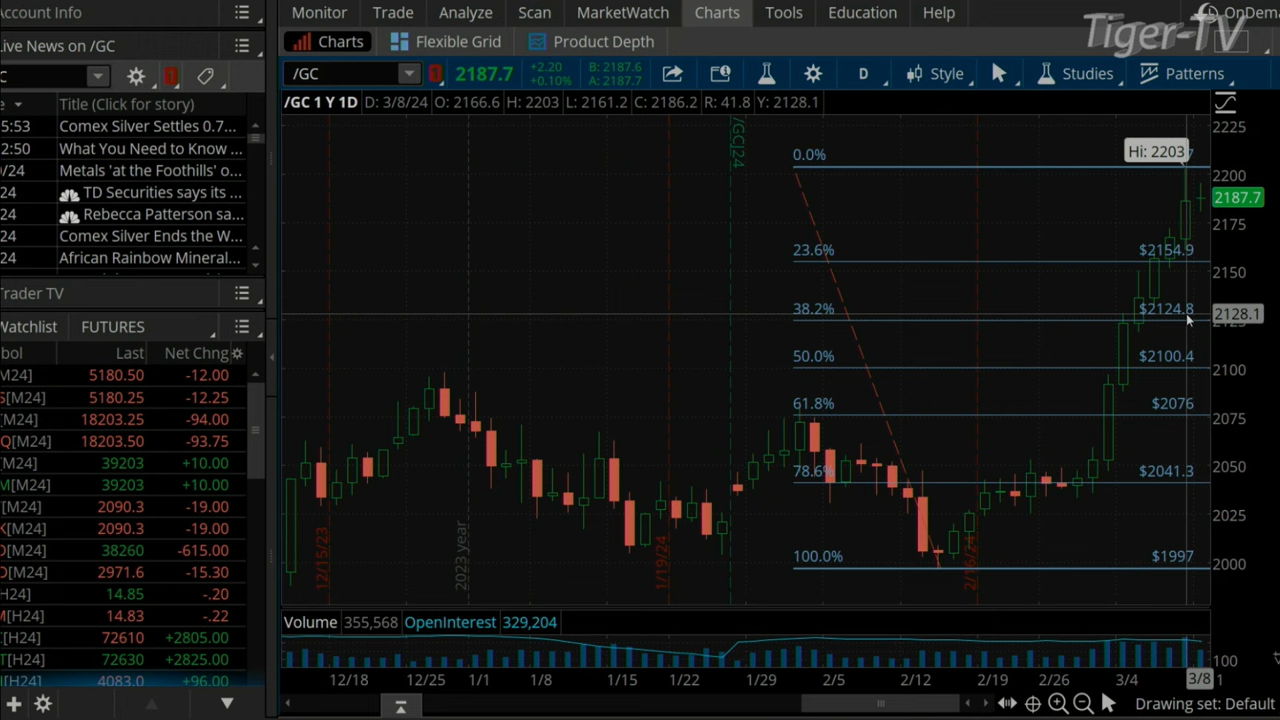 Account Info
Monitor Trade Analyze Scan MarketWatch Charts Tools Education Help OnDema
Tiger-TV
Live News on /GC
Charts Flexible Grid Product Depth
/GC 2187.7 +2.20 +0.10% B: 2187.6 A: 2187.7 D Style Studies Patterns
Title (Click for story)
/GC 1 Y 1D D: 3/8/24 O: 2166.6 H: 2203 L: 2161.2 C: 2186.2 R: 41.8 Y: 2128.1
5:53 Comex Silver Settles 0.7...
2:50 What You Need to Know ...
/24 Metals 'at the Foothills' o...
24 TD Securities says its ...
24 Rebecca Patterson sa...
24 Comex Silver Ends the W...
24 African Rainbow Mineral...
Trader TV
Watchlist FUTURES
bol Last Net Chng
M24] 5180.50 -12.00
S[M24] 5180.25 -12.25
[M24] 18203.25 -94.00
Q[M24] 18203.50 -93.75
[M24] 39203 +10.00
M[M24] 39203 +10.00
[M24] 2090.3 -19.00
K[M24] 2090.3 -19.00
D[M24] 38260 -615.00
D[M24] 2971.6 -15.30
[H24] 14.85 -.20
M[H24] 14.83 -.22
[H24] 72610 +2805.00
T[H24] 72630 +2825.00
[H24] 4083.0 +96.00
/GCJ24
Hi: 2203
0.0%
23.6% $2154.9
38.2% $2124.8
50.0% $2100.4
61.8% $2076
78.6% $2041.3
100.0% $1997
2225
2200
2187.7
2175
2150
2128.1
2125
2100
2075
2050
2025
2000
12/15/23
2023 year
1/19/24
2/16/24
Volume 355,568 OpenInterest 329,204
100
12/18 12/25 1/1 1/8 1/15 1/22 1/29 2/5 2/12 2/19 2/26 3/4 3/8 1
Drawing set: Default